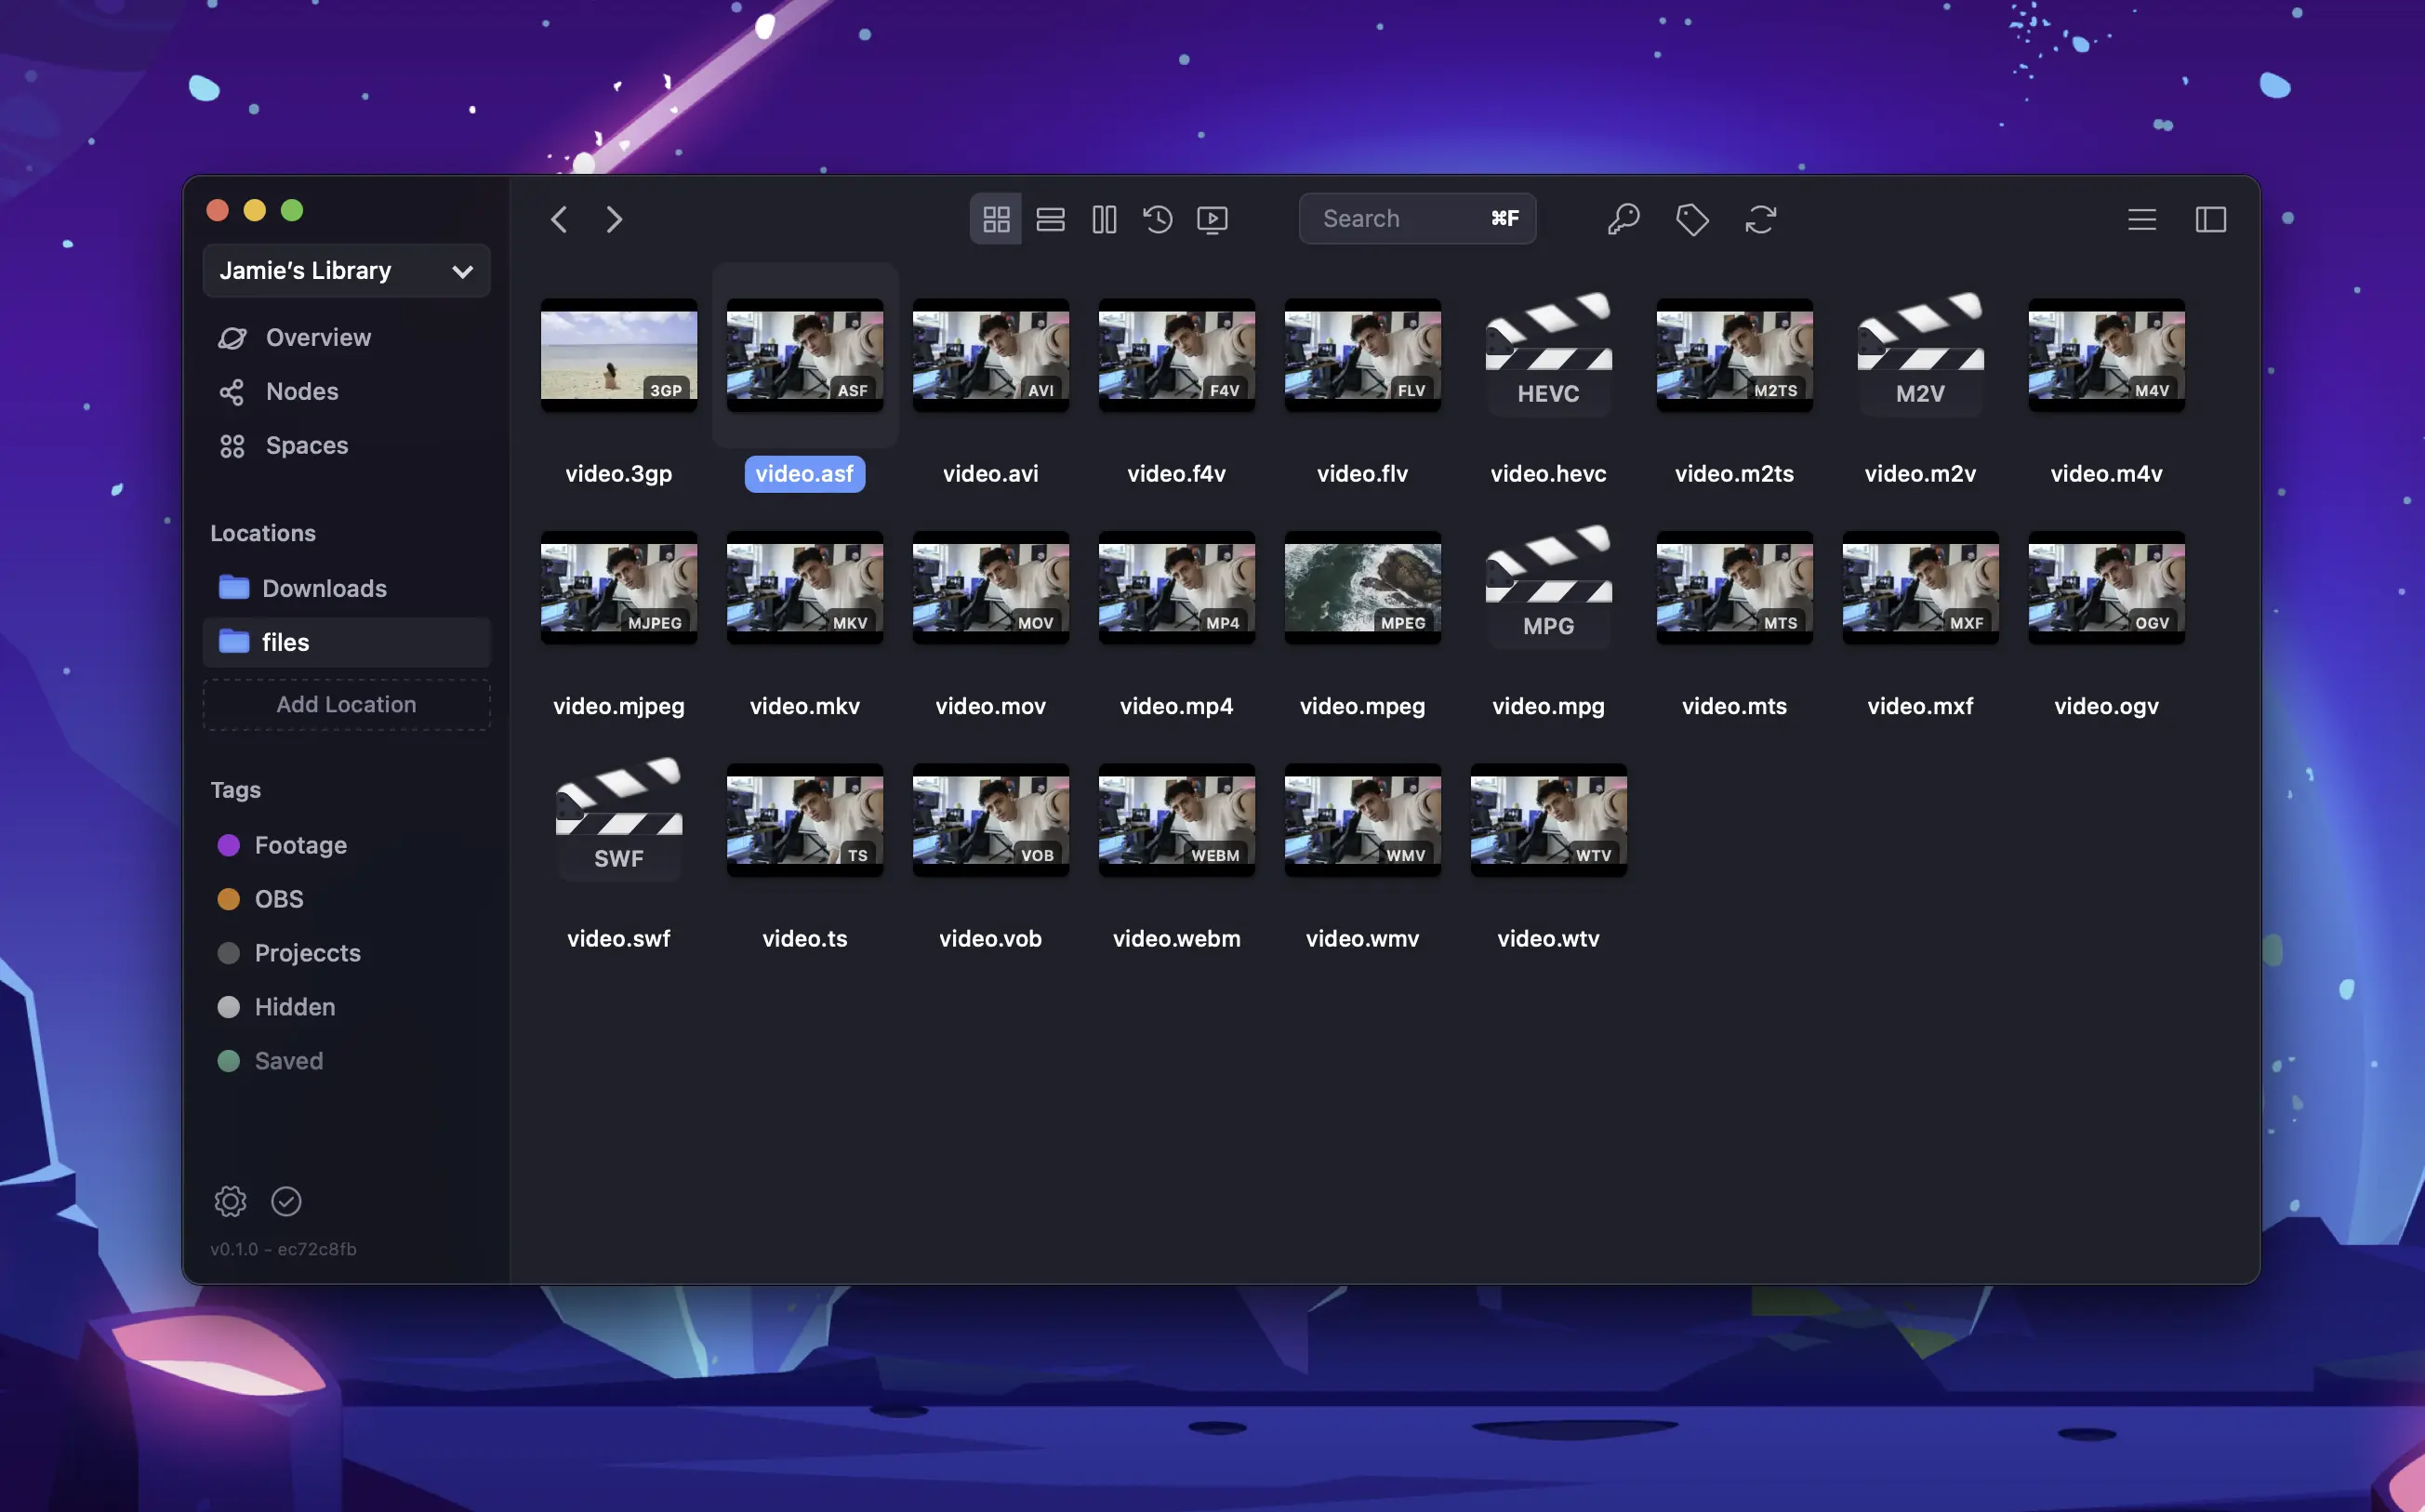 Jamie's Library
Overview
Nodes
Spaces
Locations
Downloads
files
Add Location
Tags
Footage
OBS
Projeccts
Hidden
Saved
v0.1.0 - ec72c8fb
Search ⌘F
3GP ASF AVI F4V FLV HEVC M2TS M2V M4V
video.3gp video.asf video.avi video.f4v video.flv video.hevc video.m2ts video.m2v video.m4v
MJPEG MKV MOV MP4 MPEG MPG MTS MXF OGV
video.mjpeg video.mkv video.mov video.mp4 video.mpeg video.mpg video.mts video.mxf video.ogv
SWF TS VOB WEBM WMV WTV
video.swf video.ts video.vob video.webm video.wmv video.wtv